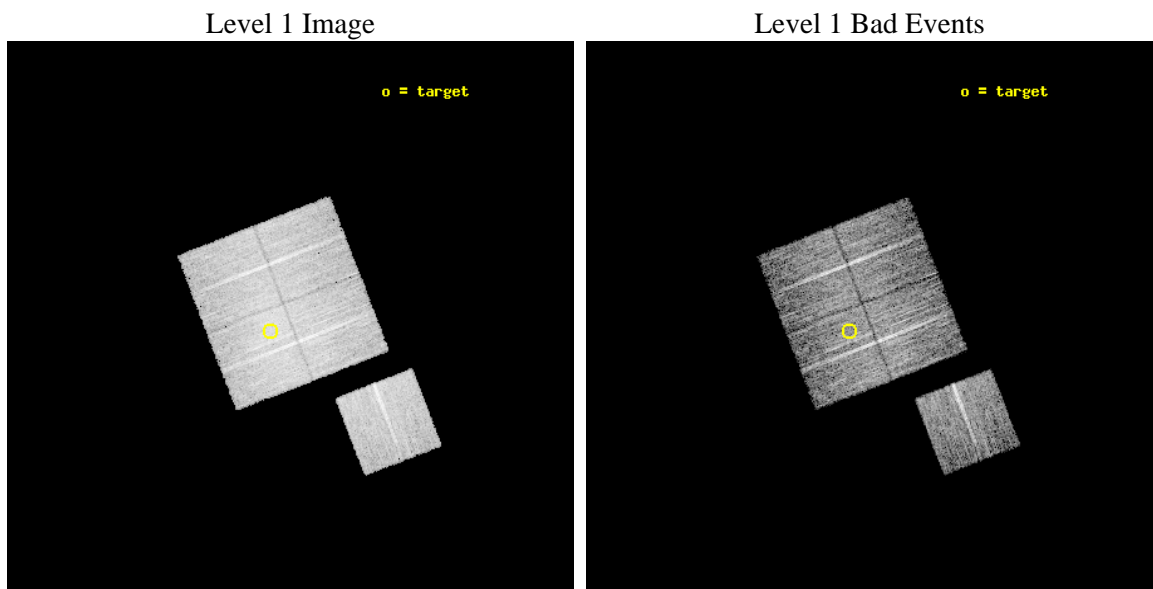 Level 1 Image
Level 1 Bad Events
o = target
o = target